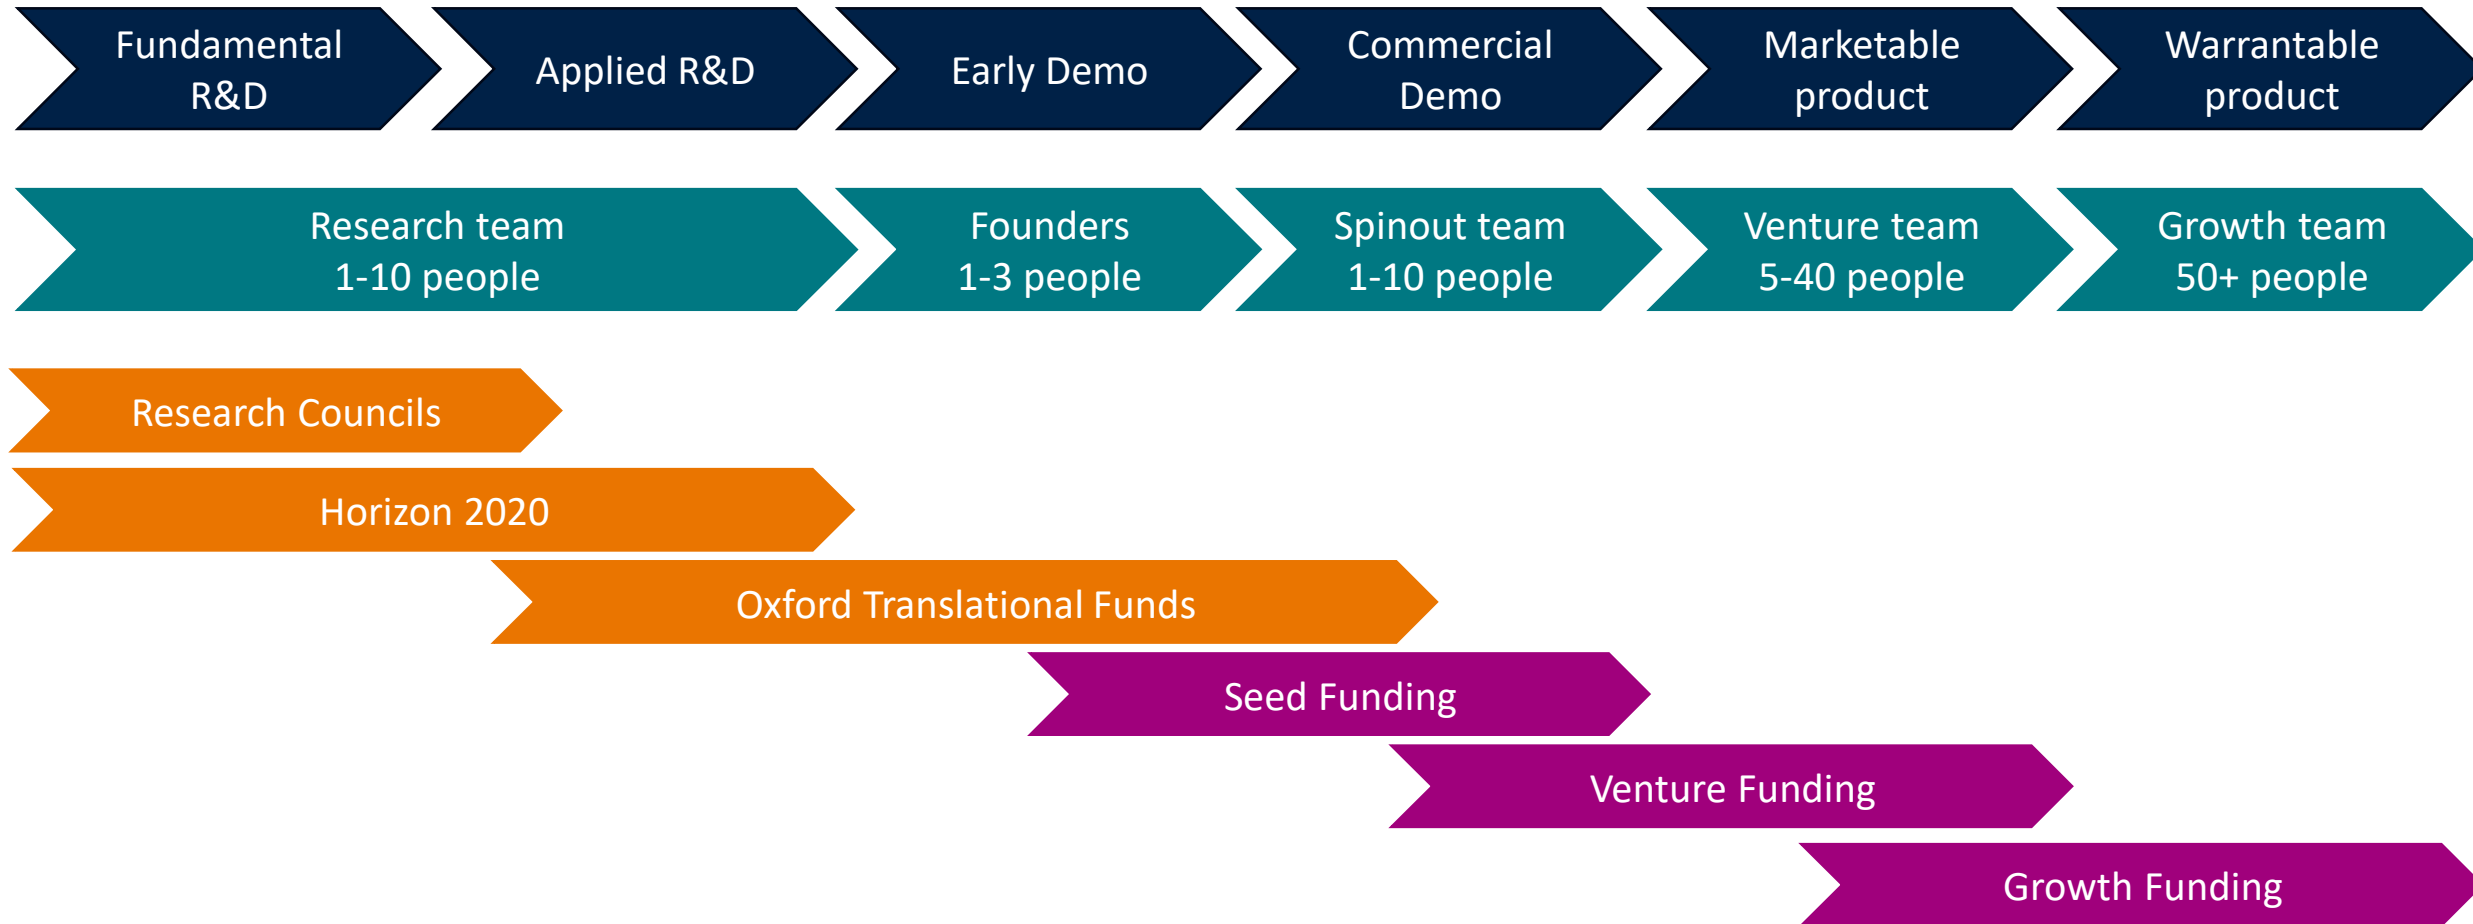 Fundamental
R&D
Applied R&D
Early Demo
Commercial
Demo
Marketable
product
Warrantable
product
Research team
1-10 people
Founders
1-3 people
Spinout team
1-10 people
Venture team
5-40 people
Growth team
50+ people
Research Councils
Horizon 2020
Oxford Translational Funds
Seed Funding
Venture Funding
Growth Funding